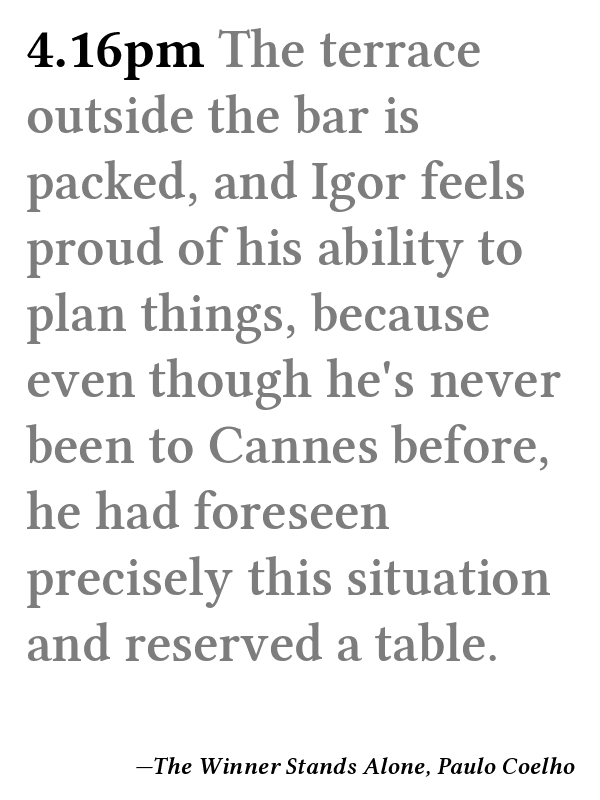 4.16pm The terrace
outside the bar is
packed, and Igor feels
proud of his ability to
plan things, because
even though he's never
been to Cannes before,
he had foreseen
precisely this situation
and reserved a table.
—The Winner Stands Alone, Paulo Coelho